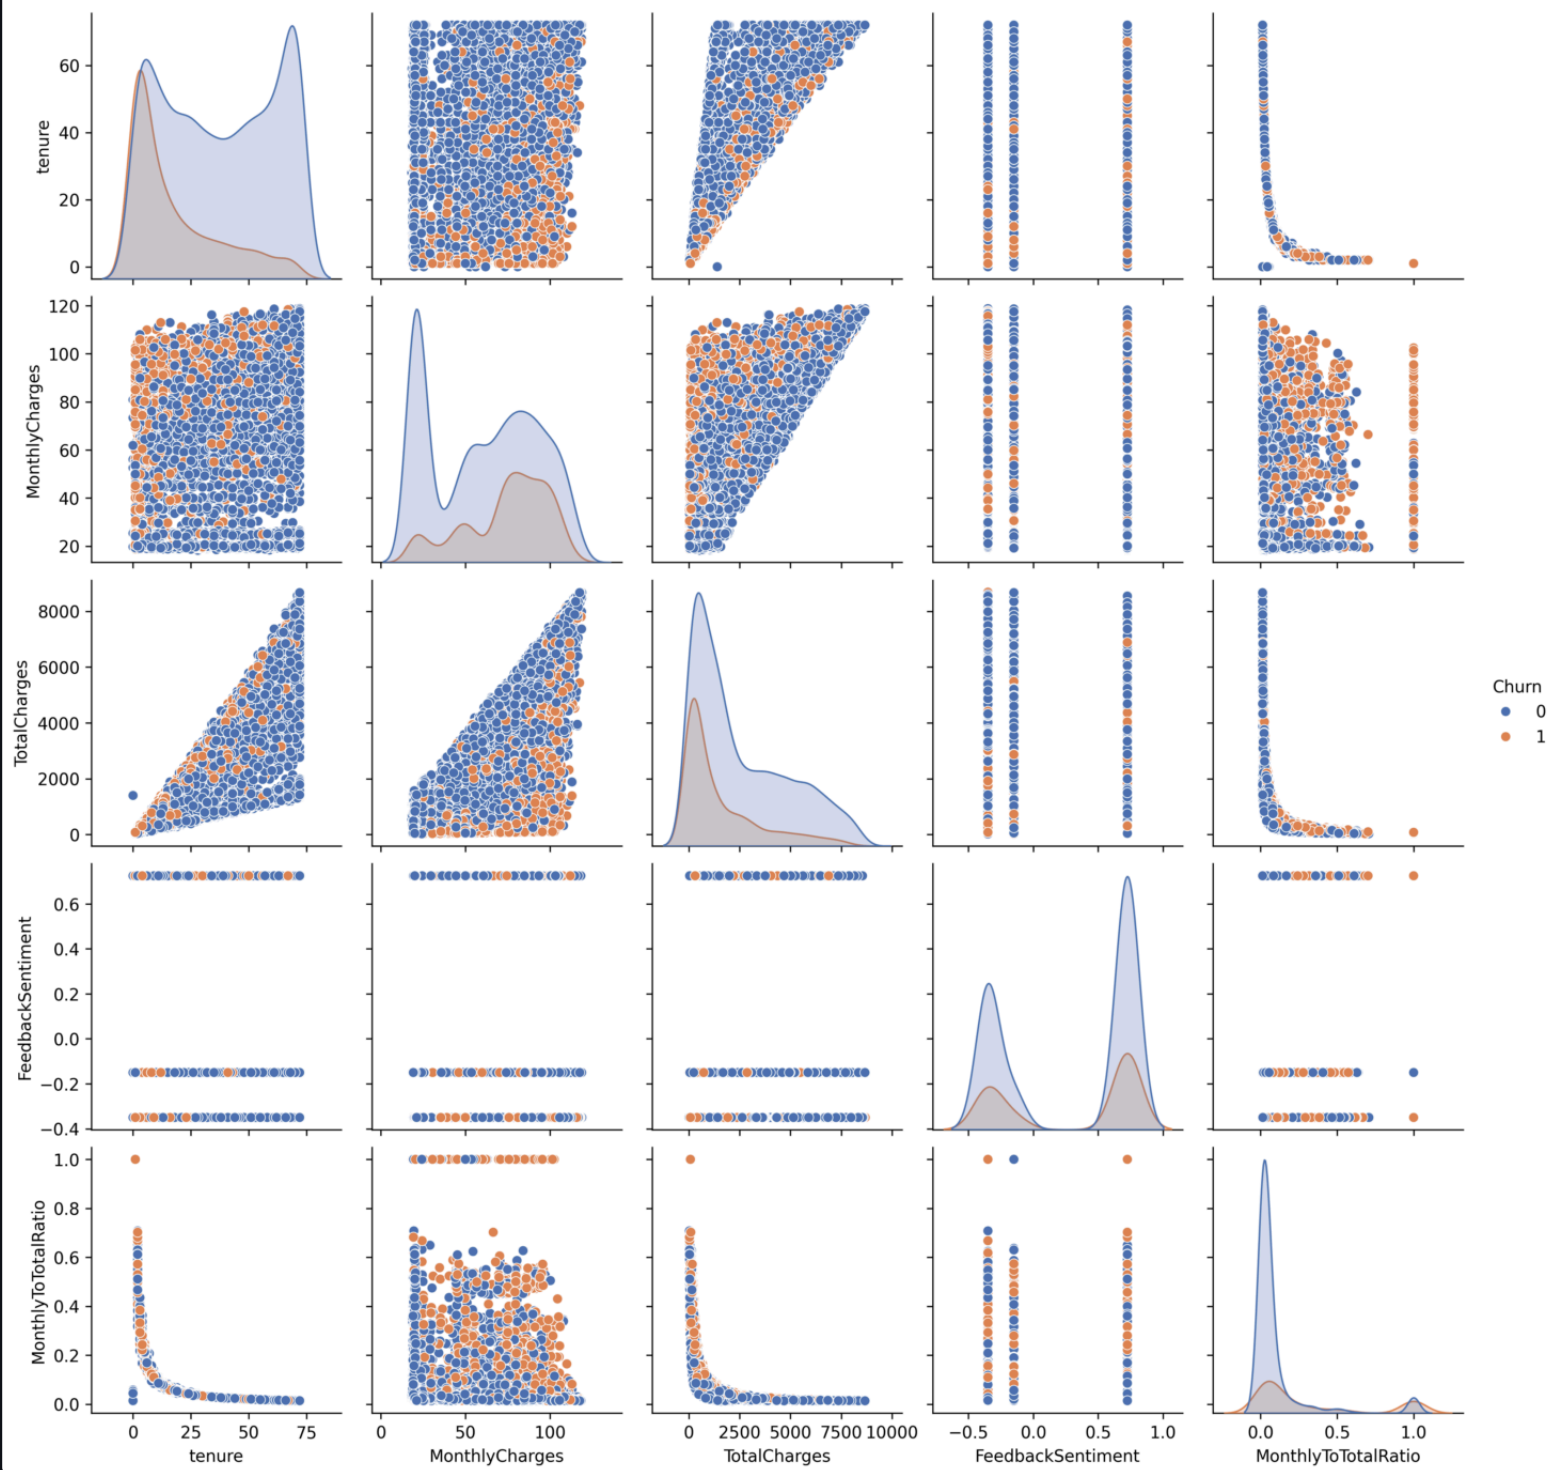 60
40
20
0
tenure
120
100
80
60
40
20
MonthlyCharges
8000
6000
4000
2000
0
TotalCharges
Churn
0
1
0.6
0.4
0.2
0.0
−0.2
−0.4
FeedbackSentiment
1.0
0.8
0.6
0.4
0.2
0.0
MonthlyToTotalRatio
0 25 50 75
0 50 100
0 2500 5000 7500 10000
−0.5 0.0 0.5 1.0
0.0 0.5 1.0
tenure
MonthlyCharges
TotalCharges
FeedbackSentiment
MonthlyToTotalRatio